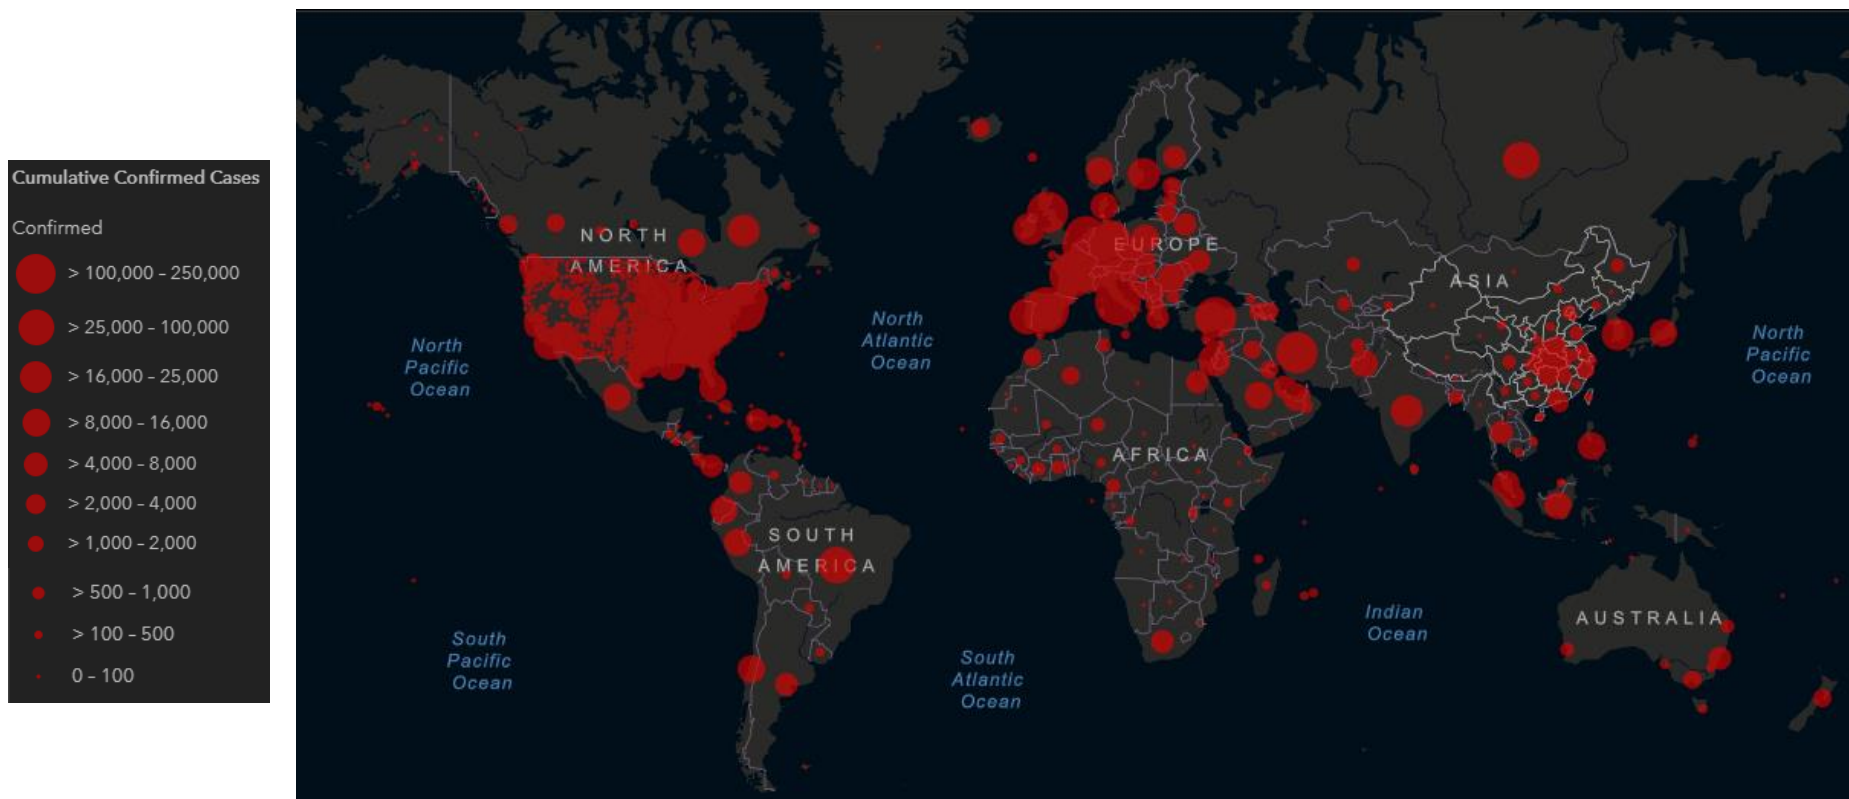 Cumulative Confirmed Cases
Confirmed
> 100,000 – 250,000
> 25,000 – 100,000
> 16,000 – 25,000
> 8,000 – 16,000
> 4,000 – 8,000
> 2,000 – 4,000
> 1,000 – 2,000
> 500 – 1,000
> 100 – 500
0 – 100
NORTH
AMERICA
EUROPE
ASIA
North
Pacific
Ocean
North
Atlantic
Ocean
North
Pacific
Ocean
AFRICA
SOUTH
AMERICA
South
Pacific
Ocean
South
Atlantic
Ocean
Indian
Ocean
AUSTRALIA